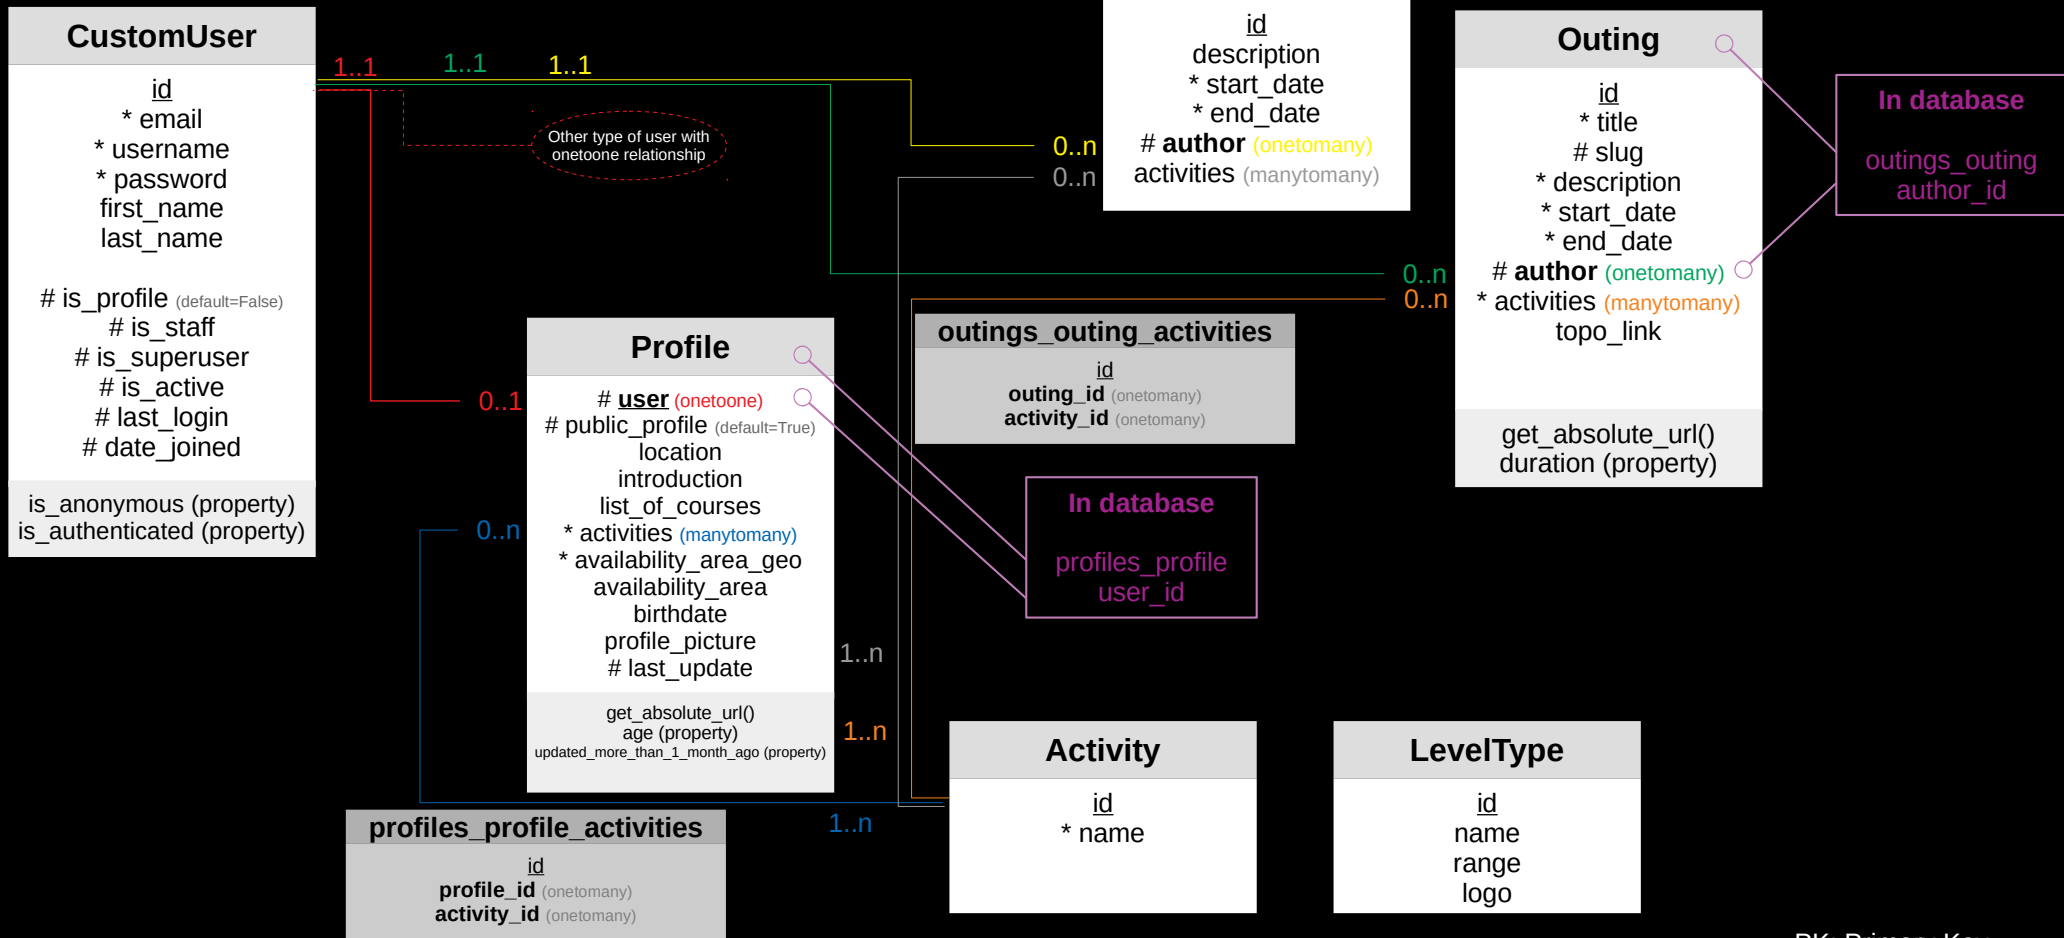 CustomUser
id
* email
* username
* password
first_name
last_name
# is_profile (default=False)
# is_staff
# is_superuser
# is_active
# last_login
# date_joined
is_anonymous (property)
is_authenticated (property)
1..1
1..1
1..1
Other type of user with
onetoone relationship
id
description
* start_date
* end_date
# author (onetomany)
activities (manytomany)
0..n
0..n
Outing
id
* title
# slug
* description
* start_date
* end_date
# author (onetomany)
* activities (manytomany)
topo_link
get_absolute_url()
duration (property)
0..n
0..n
In database
outings_outing
author_id
outings_outing_activities
id
outing_id (onetomany)
activity_id (onetomany)
0..1
Profile
# user (onetoone)
# public_profile (default=True)
location
introduction
list_of_courses
* activities (manytomany)
* availability_area_geo
availability_area
birthdate
profile_picture
# last_update
get_absolute_url()
age (property)
updated_more_than_1_month_ago (property)
0..n
In database
profiles_profile
user_id
1..n
1..n
1..n
profiles_profile_activities
id
profile_id (onetomany)
activity_id (onetomany)
Activity
id
* name
LevelType
id
name
range
logo
PK: Primary Key